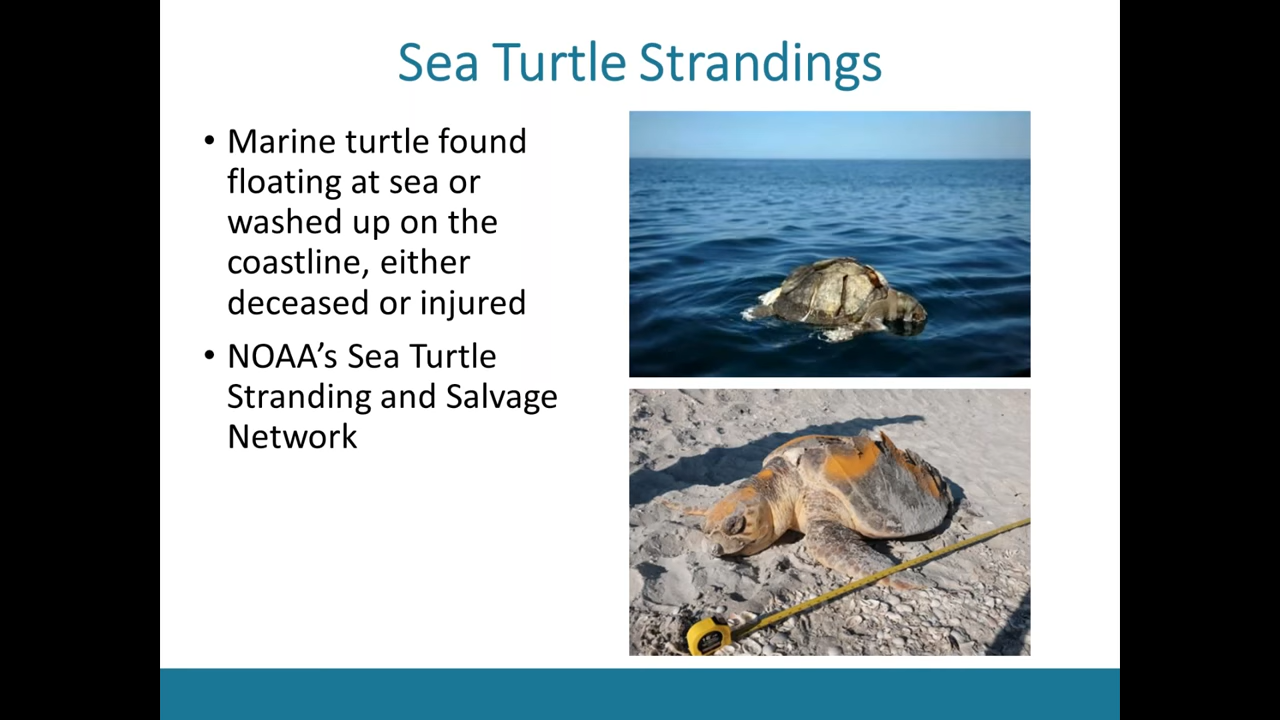 Sea Turtle Strandings
• Marine turtle found
floating at sea or
washed up on the
coastline, either
deceased or injured
• NOAA’s Sea Turtle
Stranding and Salvage
Network